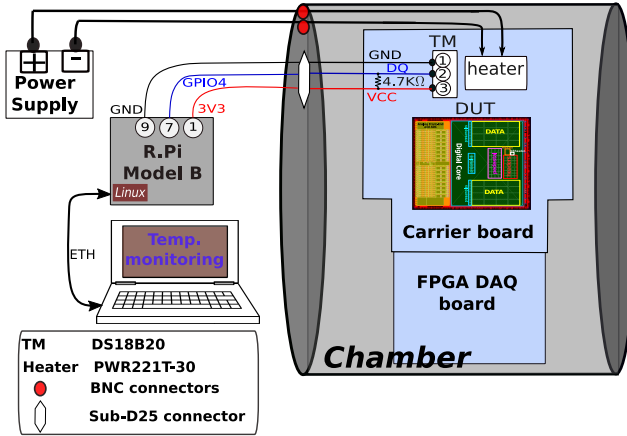 + -
Power
Supply
GPIO4
GND
3V3
9 7 1
R.Pi
Model B
Linux
ETH
Temp.
monitoring
TM
GND
DQ
4.7KΩ
VCC
1
2
3
heater
DUT
Digital Core
DATA
DATA
Carrier board
FPGA DAQ
board
Chamber
TM DS18B20
Heater PWR221T-30
BNC connectors
Sub-D25 connector